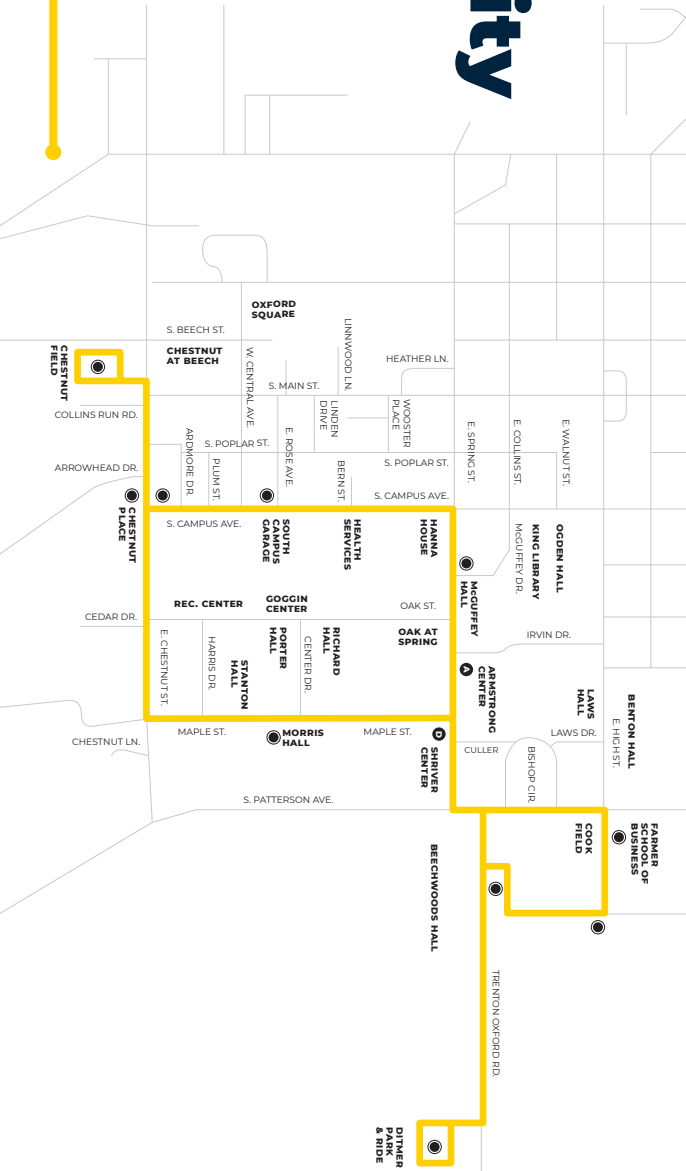 ity
OXFORD
SQUARE
S. BEECH ST.
CHESTNUT
AT BEECH
LINNWOOD LN.
HEATHER LN.
CHESTNUT
FIELD
W. CENTRAL AVE.
S. MAIN ST.
COLLINS RUN RD.
LINDEN
DRIVE
WOOSTER
PLACE
E. SPRING ST.
E. COLLINS ST.
E. WALNUT ST.
ARDMORE DR.
S. POPLAR ST.
E. ROSE AVE.
ARROWHEAD DR.
PLUM ST.
BERN ST.
S. POPLAR ST.
S. CAMPUS AVE.
CHESTNUT
PLACE
S. CAMPUS AVE.
SOUTH
CAMPUS
GARAGE
HEALTH
SERVICES
HANNA
HOUSE
McGUFFEY DR.
KING LIBRARY
OGDEN HALL
McGUFFEY
HALL
REC. CENTER
GOGGIN
CENTER
OAK ST.
CEDAR DR.
E. CHESTNUT ST.
HARRIS DR.
STANTON
HALL
PORTER
HALL
CENTER DR.
RICHARD
HALL
OAK AT
SPRING
IRVIN DR.
A
ARMSTRONG
CENTER
LAWS
HALL
BENTON HALL
E. HIGH ST.
CHESTNUT LN.
MAPLE ST.
MORRIS
HALL
MAPLE ST.
D
SHRIVER
CENTER
CULLER
LAWS DR.
BISHOP CIR.
S. PATTERSON AVE.
COOK
FIELD
FARMER
SCHOOL OF
BUSINESS
BEECHWOODS HALL
TRENTON OXFORD RD.
DITMER
PARK
& RIDE